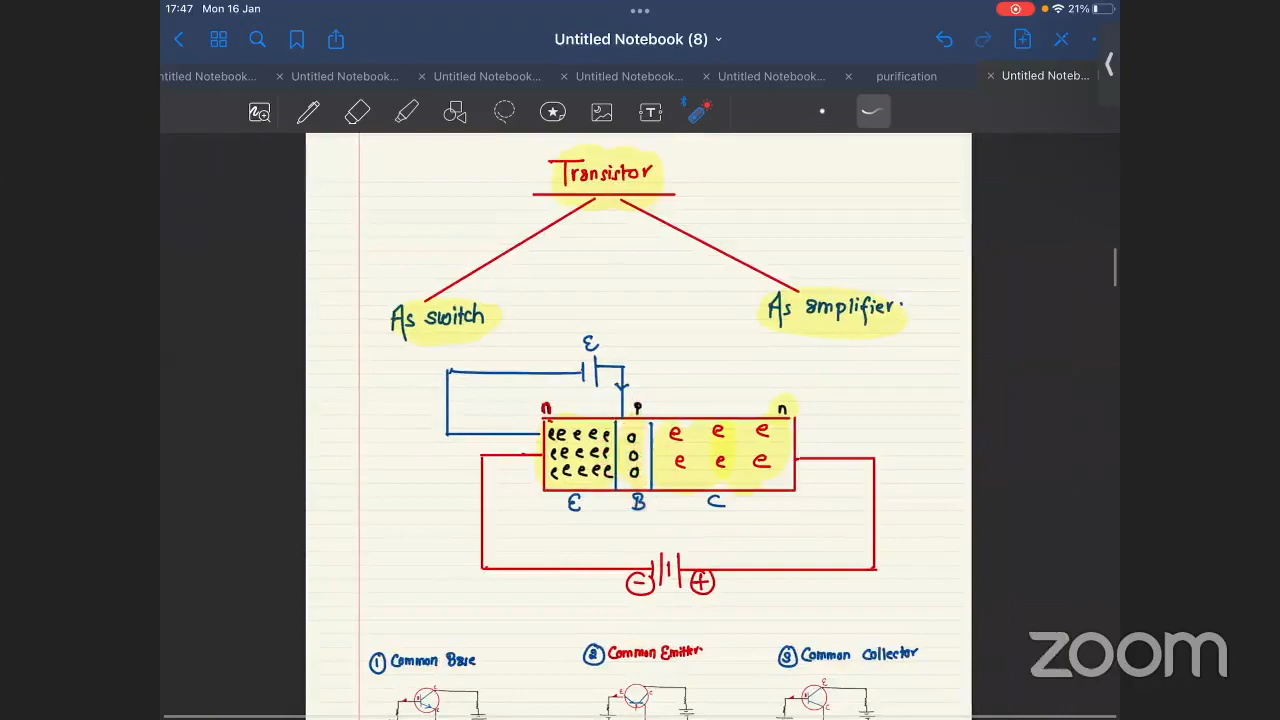 17:47 Mon 16 Jan
21%
Untitled Notebook (8)
ntitled Notebook...
Untitled Notebook...
Untitled Notebook...
Untitled Notebook...
Untitled Notebook...
purification
Untitled Noteb...
Transistor
As switch
As amplifier.
E
n p n
e e e e e o e e e
e e e e e o e e e
e e e e e o
E B C
- +
① Common Base
② Common Emitter
③ Common Collector
E C
E
C
zoom